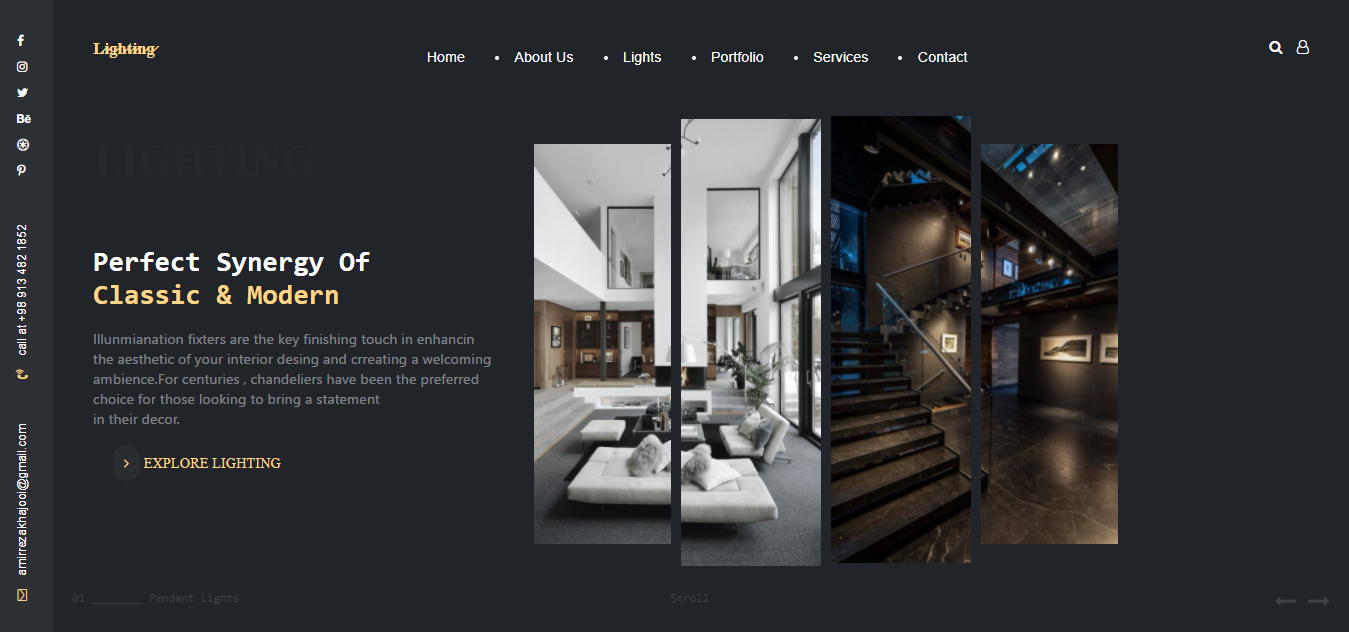 Lighting
Home • About Us • Lights • Portfolio • Services • Contact
Bē
LIGHTING
call at +98 913 482 1852
Perfect Synergy Of
Classic & Modern
Illunmianation fixters are the key finishing touch in enhancin
the aesthetic of your interior desing and crreating a welcoming
ambience.For centuries , chandeliers have been the preferred
choice for those looking to bring a statement
in their decor.
EXPLORE LIGHTING
amirrezakhajooi@gmail.com
01 ________ Pendant Lights
Scroll